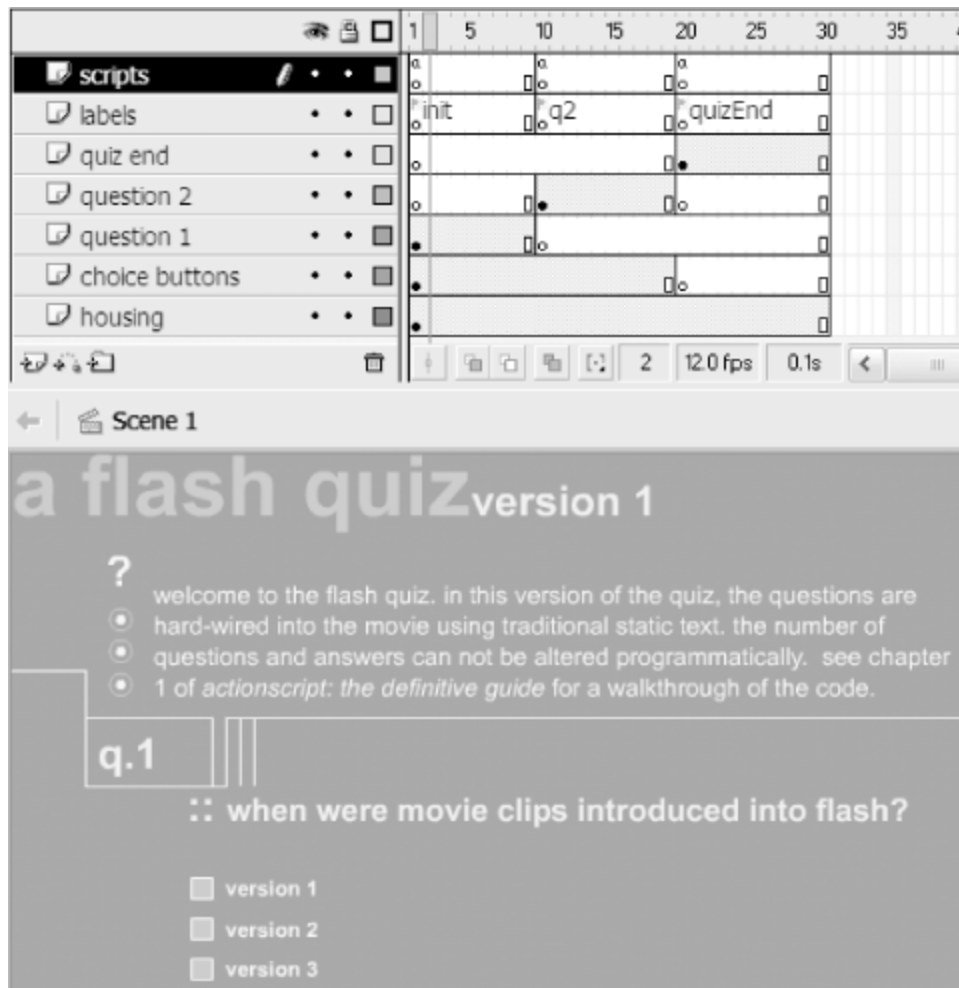 1 5 10 15 20 25 30 35
scripts
a a a
labels
init q2 quizEnd
quiz end
question 2
question 1
choice buttons
housing
2 12.0 fps 0.1s
Scene 1
a flash quiz version 1
?
welcome to the flash quiz. in this version of the quiz, the questions are
hard-wired into the movie using traditional static text. the number of
questions and answers can not be altered programmatically. see chapter
1 of actionscript: the definitive guide for a walkthrough of the code.
q.1
:: when were movie clips introduced into flash?
version 1
version 2
version 3